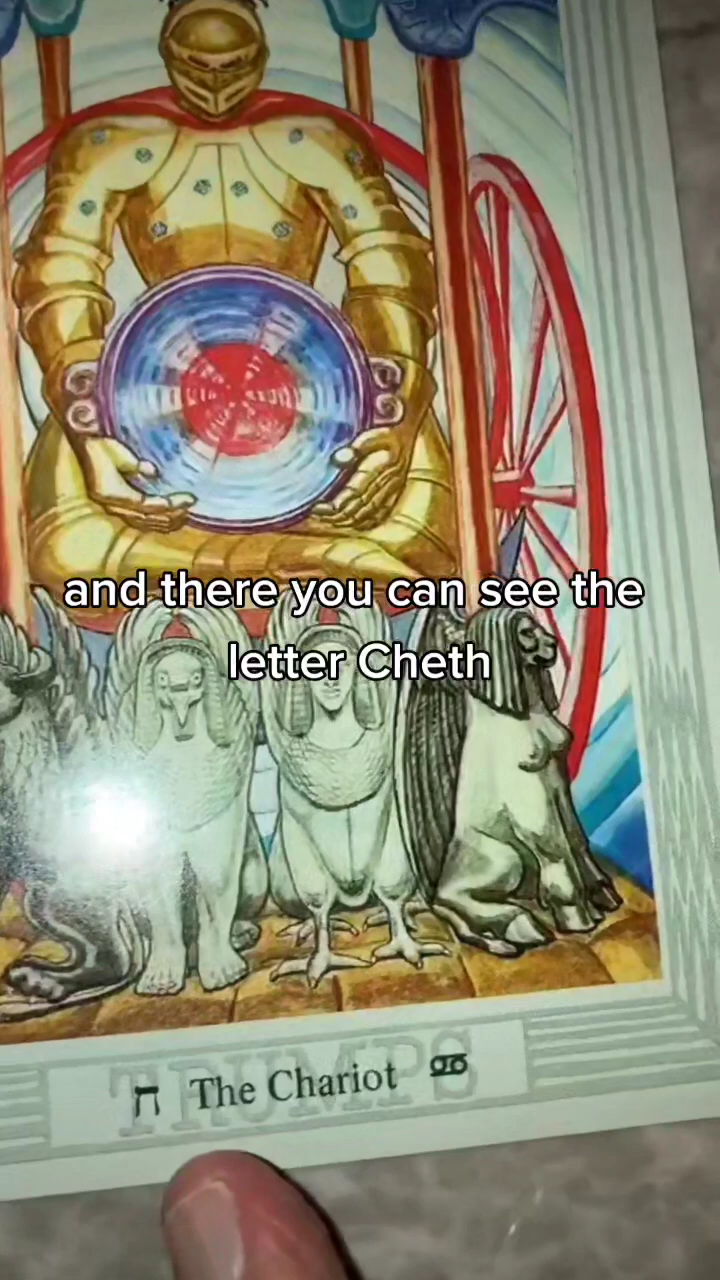 and there you can see the
letter Cheth
TRUMPS
ח The Chariot ♋